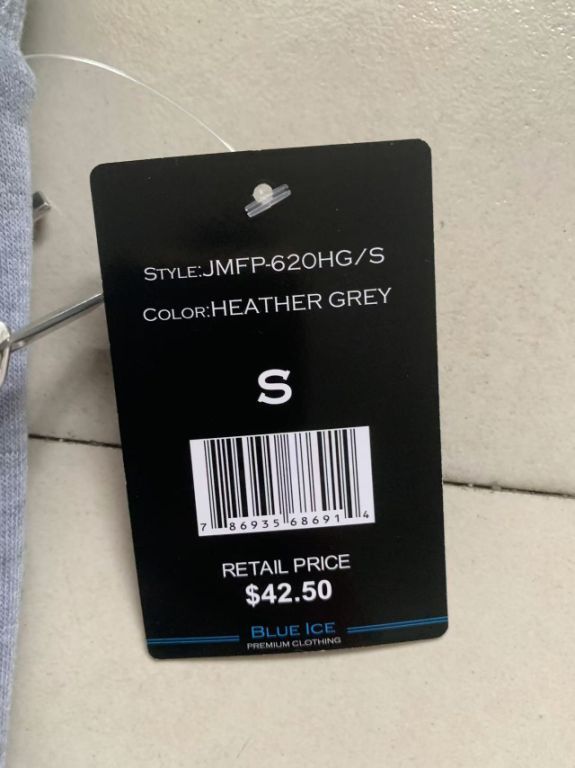 STYLE:JMFP-620HG/S
COLOR:HEATHER GREY
S
7 86935 68691 4
RETAIL PRICE
$42.50
BLUE ICE
PREMIUM CLOTHING